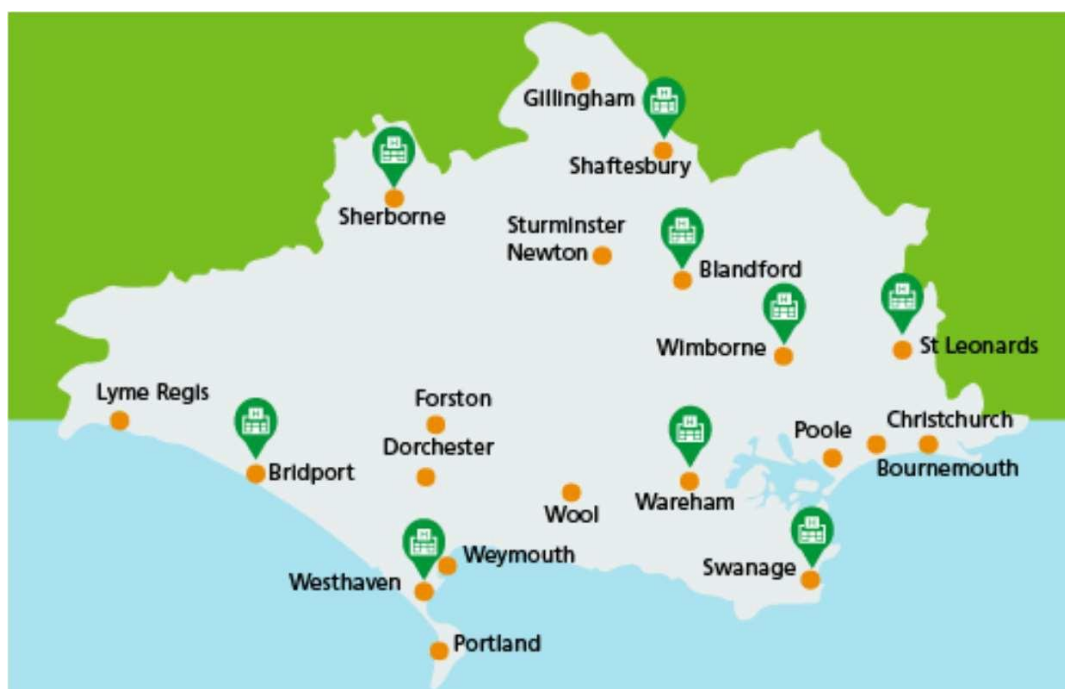 Gillingham
H
Shaftesbury
H
Sherborne
Sturminster
Newton
H
Blandford
H
Wimborne
H
St Leonards
Lyme Regis
H
Bridport
Forston
Dorchester
Wool
H
Wareham
Poole
Christchurch
Bournemouth
H
Westhaven
Weymouth
H
Swanage
Portland